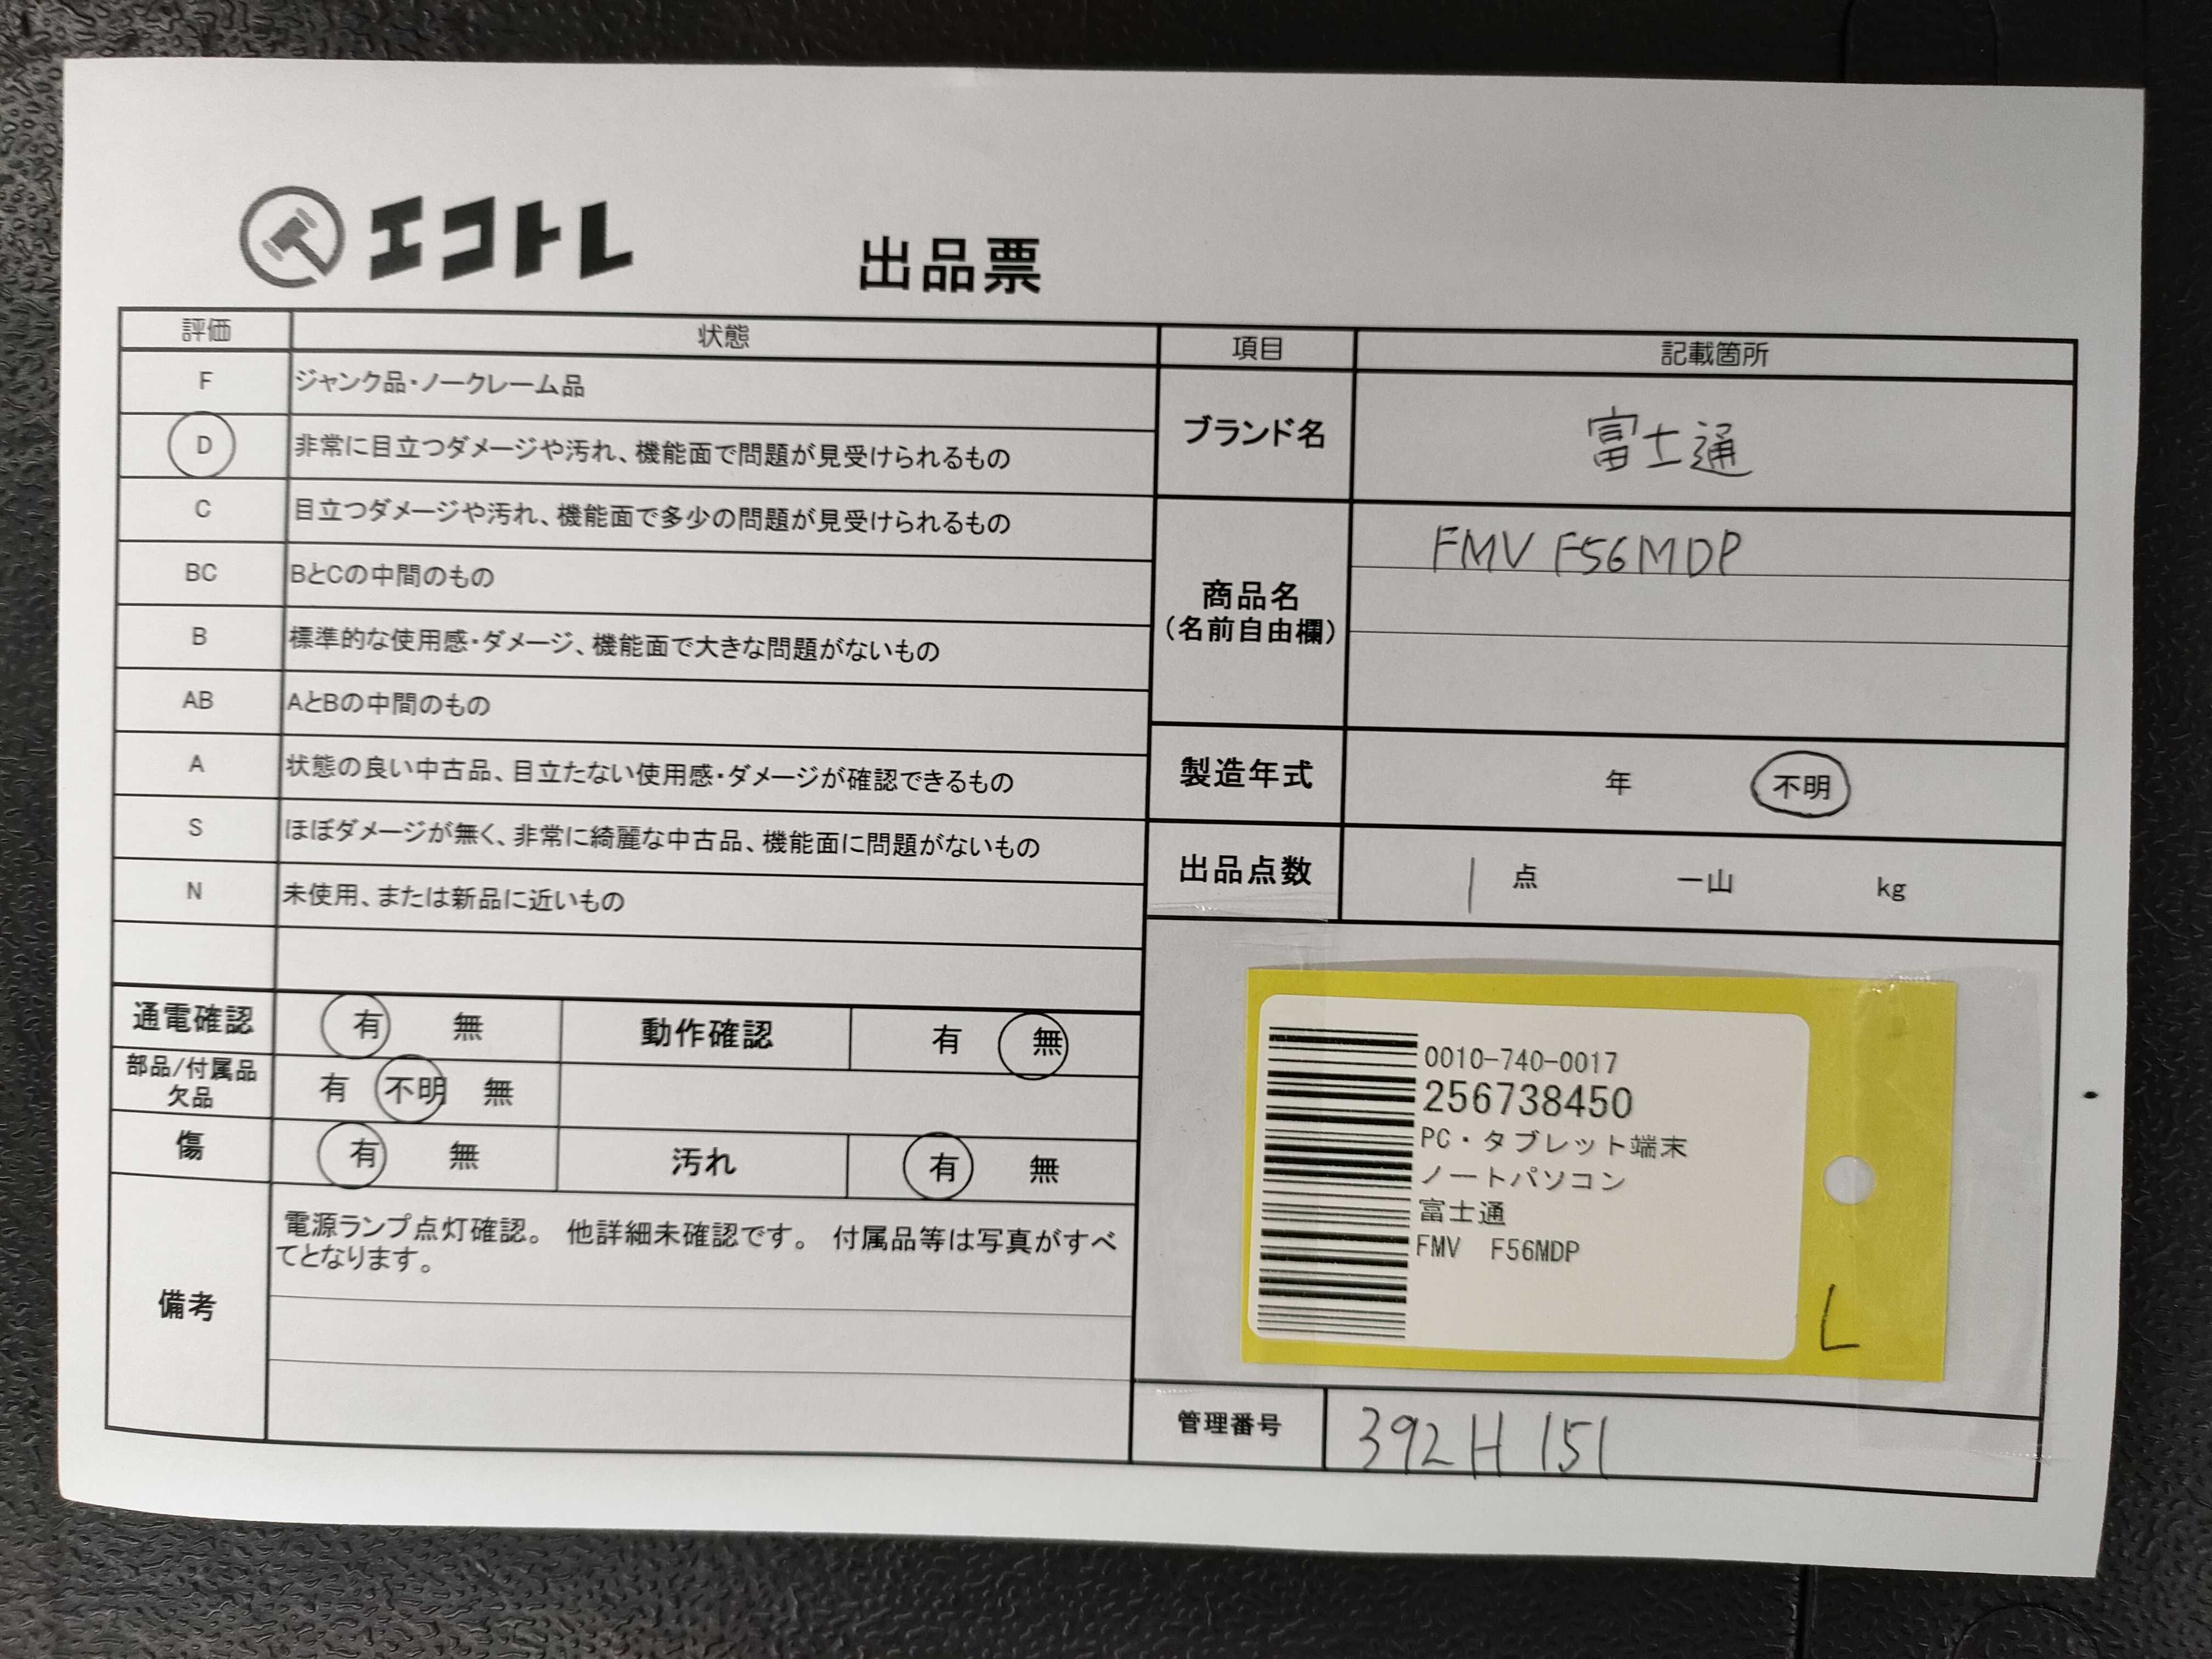 エコトレ
出品票
評価 状態
F ジャンク品・ノークレーム品
D 非常に目立つダメージや汚れ、機能面で問題が見受けられるもの
C 目立つダメージや汚れ、機能面で多少の問題が見受けられるもの
BC BとCの中間のもの
B 標準的な使用感・ダメージ、機能面で大きな問題がないもの
AB AとBの中間のもの
A 状態の良い中古品、目立たない使用感・ダメージが確認できるもの
S ほぼダメージが無く、非常に綺麗な中古品、機能面に問題がないもの
N 未使用、または新品に近いもの
通電確認 有 無 動作確認 有 無
部品/付属品
欠品 有 不明 無
傷 有 無 汚れ 有 無
備考
電源ランプ点灯確認。 他詳細未確認です。 付属品等は写真がすべ
てとなります。
項目 記載箇所
ブランド名 富士通
商品名
(名前自由欄)
FMV F56MDP
製造年式 年 不明
出品点数 1 点 一山 kg
0010-740-0017
256738450
PC・タブレット端末
ノートパソコン
富士通
FMV F56MDP
L
管理番号 392H 151